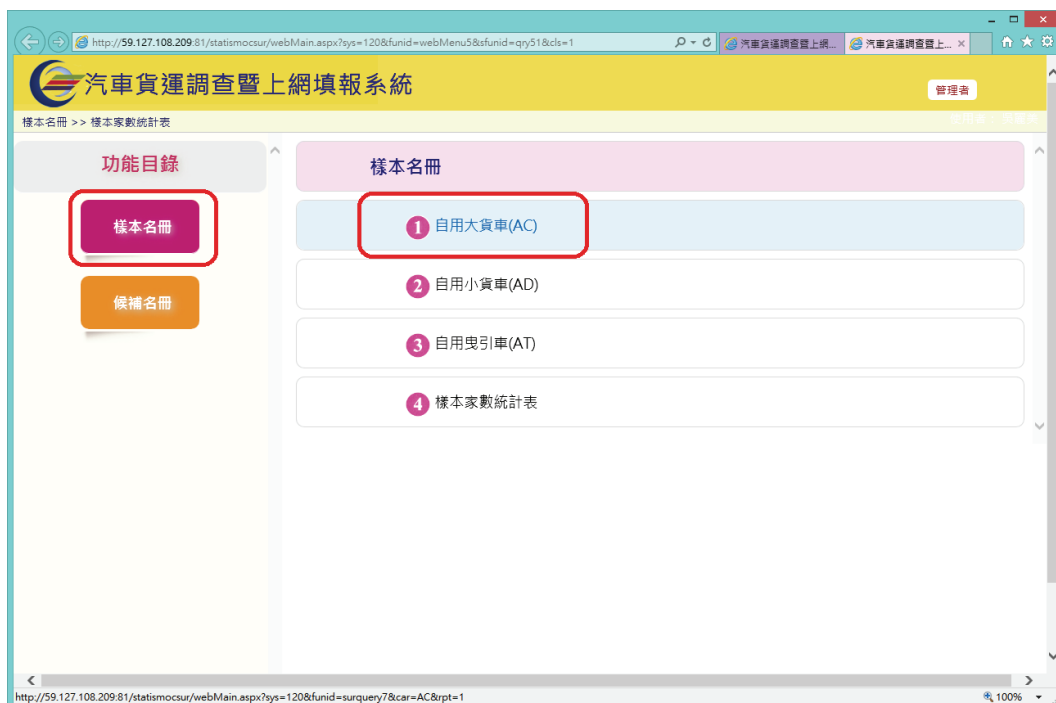 http://59.127.108.209:81/statismocsur/webMain.aspx?sys=120&funid=webMenu5&sfunid=qry51&cls=1
汽車貨運調查暨上網...
汽車貨運調查暨上...
汽車貨運調查暨上網填報系統
管理者
樣本名冊 >> 樣本家數統計表
功能目錄
樣本名冊
候補名冊
樣本名冊
1 自用大貨車(AC)
2 自用小貨車(AD)
3 自用曳引車(AT)
4 樣本家數統計表
http://59.127.108.209:81/statismocsur/webMain.aspx?sys=120&funid=surquery7&car=AC&rpt=1
100%